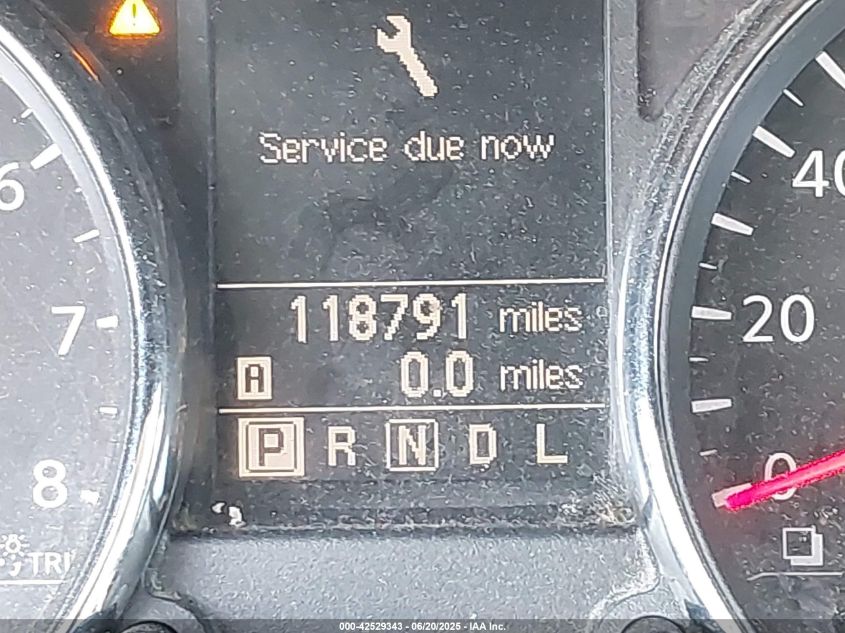 Service due now
118791 miles
A 0.0 miles
P R N D L
6
7
8
TRI
40
20
0
000-42529343 - 06/20/2025 - IAA Inc.